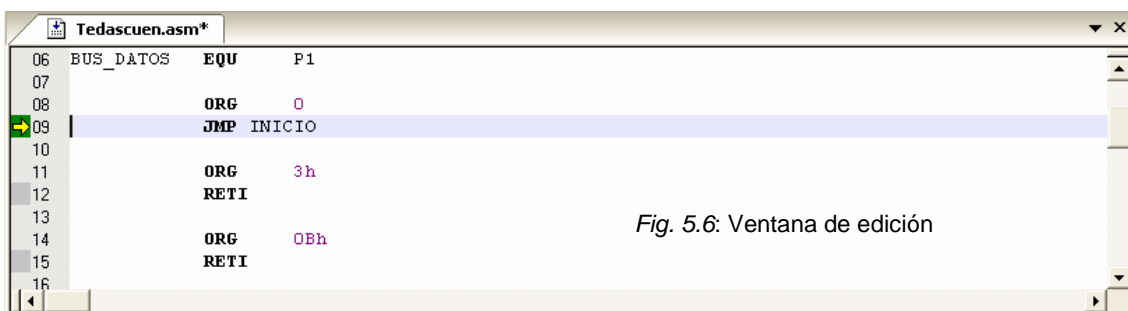 Tedascuen.asm*
06 BUS_DATOS EQU P1
07
08 ORG 0
09 JMP INICIO
10
11 ORG 3h
12 RETI
13
14 ORG 0Bh
15 RETI
16
Fig. 5.6: Ventana de edición